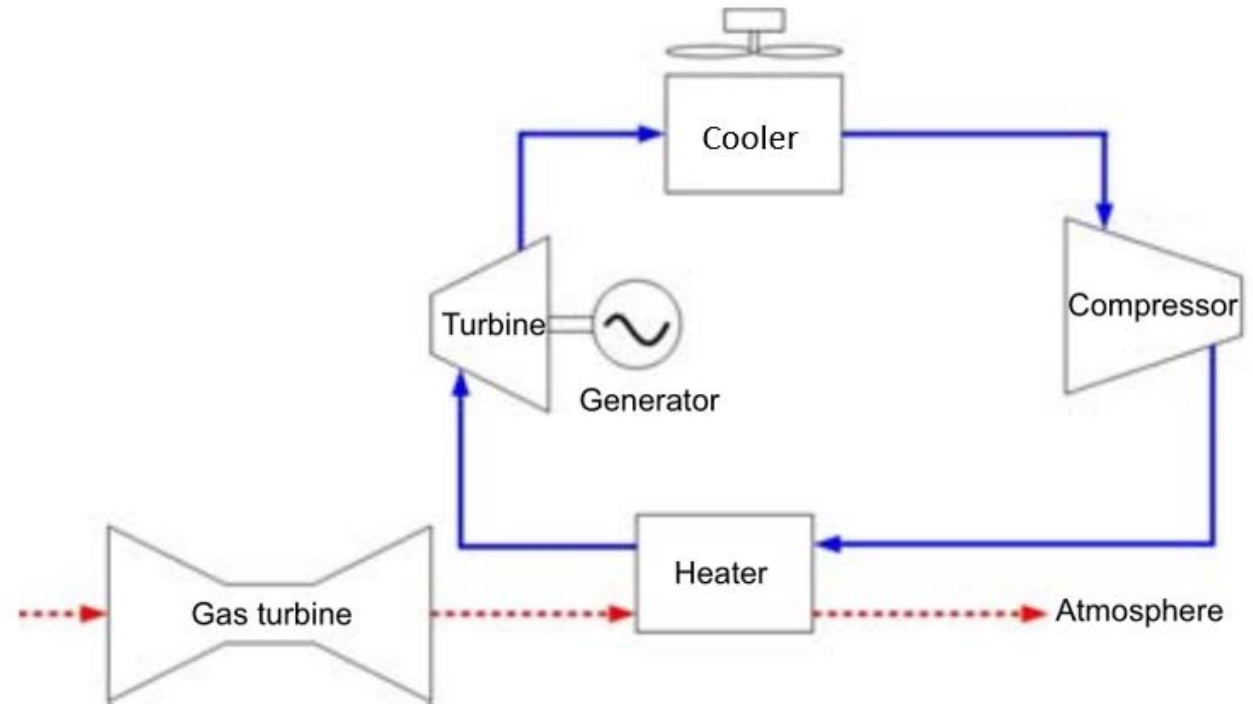 Cooler
Compressor
Turbine
Generator
Heater
Gas turbine
Atmosphere